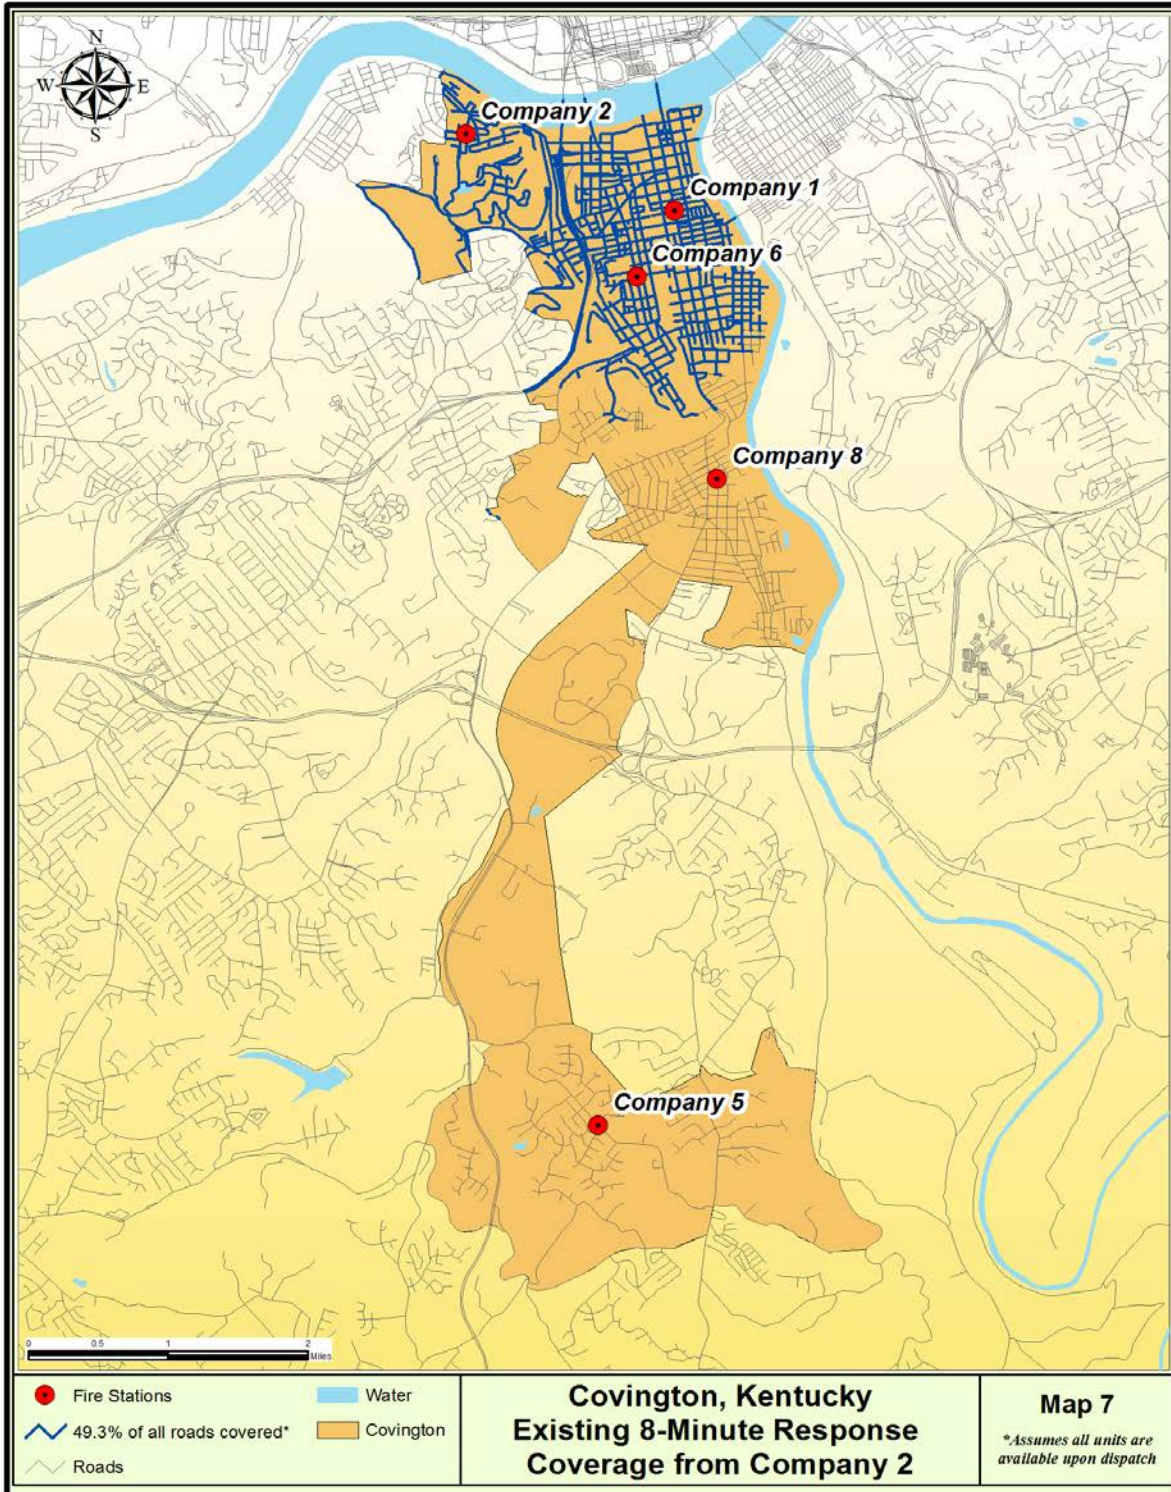 N
W E
S
Company 2
Company 1
Company 6
Company 8
Company 5
0 0.5 1 2
Miles
Fire Stations
Water
49.3% of all roads covered*
Covington
Roads
Covington, Kentucky
Existing 8-Minute Response
Coverage from Company 2
Map 7
*Assumes all units are
available upon dispatch